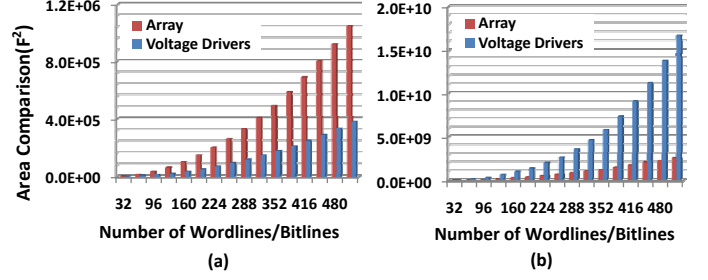 Area Comparison(F²)
1.2E+06
8.0E+05
4.0E+05
0.0E+00
Array
Voltage Drivers
32 96 160 224 288 352 416 480
Number of Wordlines/Bitlines
(a)
2.0E+10
1.5E+10
1.0E+10
5.0E+09
0.0E+00
Array
Voltage Drivers
32 96 160 224 288 352 416 480
Number of Wordlines/Bitlines
(b)